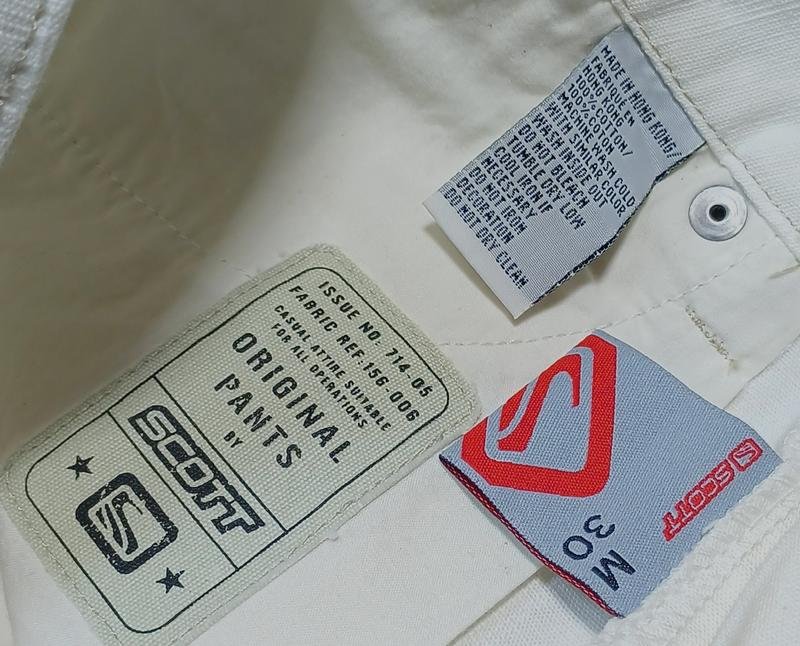 MADE IN HONG KONG/
FABRIQUÉ EN
HONG KONG
100% COTTON/
100% COTON
MACHINE WASH COLD
WITH SIMILAR COLOR
WASH INSIDE OUT
DO NOT BLEACH
TUMBLE DRY LOW
COOL IRON IF
NECESSARY
DO NOT IRON
DECORATION
DO NOT DRY CLEAN
ISSUE NO. 714-05
FABRIC REF:156-006
CASUAL ATTIRE SUITABLE
FOR ALL OPERATIONS
ORIGINAL
PANTS
BY
SCOTT
SCOTT
M
30